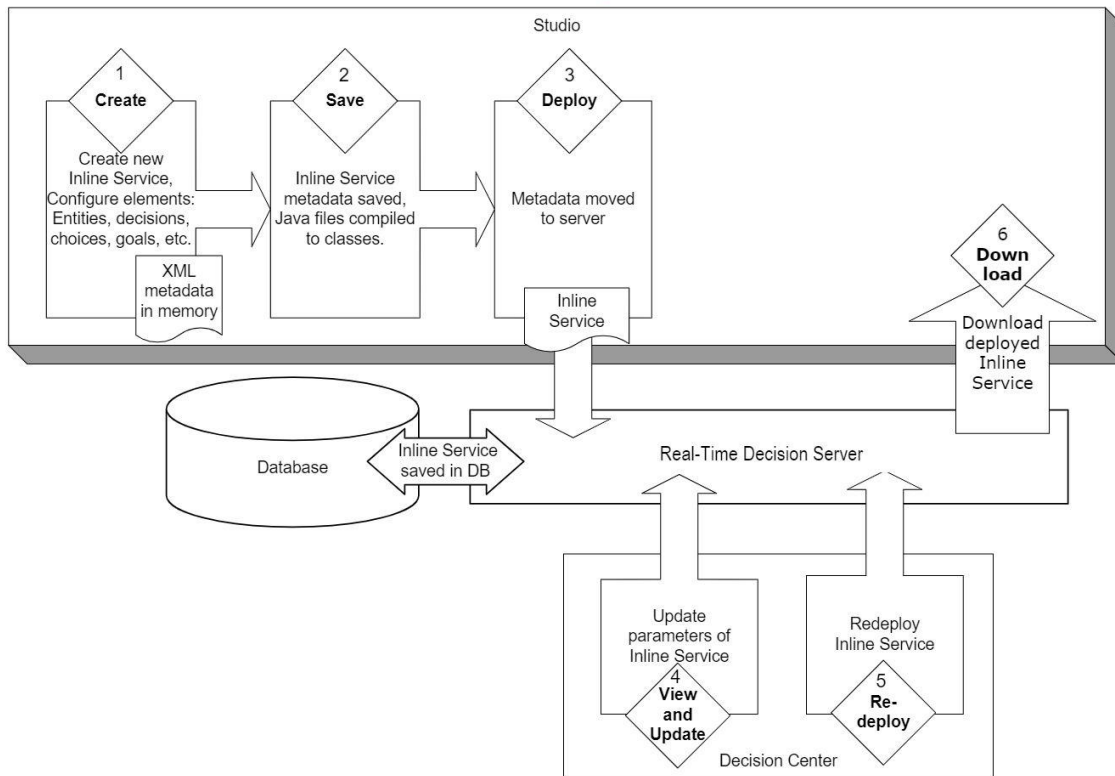 Studio
1
Create
Create new
Inline Service,
Configure elements:
Entities, decisions,
choices, goals, etc.
XML
metadata
in memory
2
Save
Inline Service
metadata saved,
Java files compiled
to classes.
3
Deploy
Metadata moved
to server
Inline
Service
6
Down
load
Download
deployed
Inline
Service
Database
Inline Service
saved in DB
Real-Time Decision Server
Update
parameters of
Inline Service
4
View
and
Update
Redeploy
Inline Service
5
Re-
deploy
Decision Center